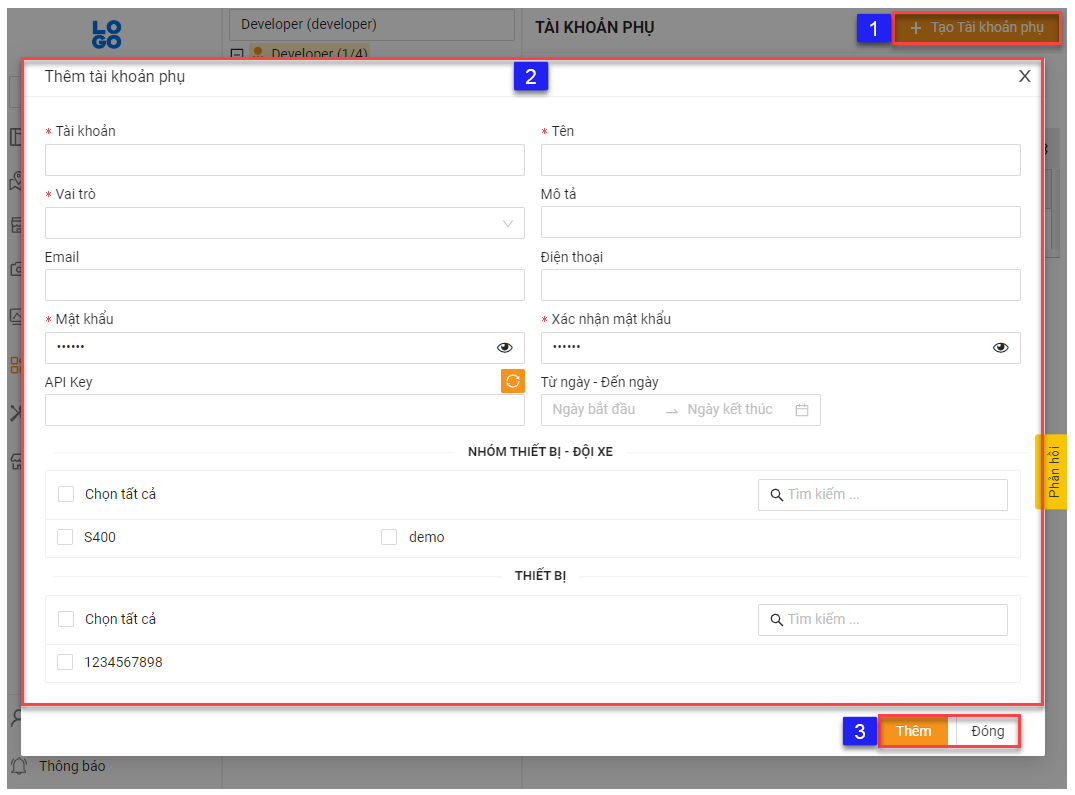 LOGO
Developer (developer)
TÀI KHOẢN PHỤ
1
+ Tạo Tài khoản phụ
Developer (1/4)
Thêm tài khoản phụ
2
X
* Tài khoản
* Tên
* Vai trò
Mô tả
Email
Điện thoại
* Mật khẩu
* Xác nhận mật khẩu
••••••
••••••
API Key
Từ ngày - Đến ngày
Ngày bắt đầu → Ngày kết thúc
NHÓM THIẾT BỊ - ĐỘI XE
Chọn tất cả
Tìm kiếm ...
S400
demo
THIẾT BỊ
Chọn tất cả
Tìm kiếm ...
1234567898
Phản hồi
3
Thêm
Đóng
Thông báo